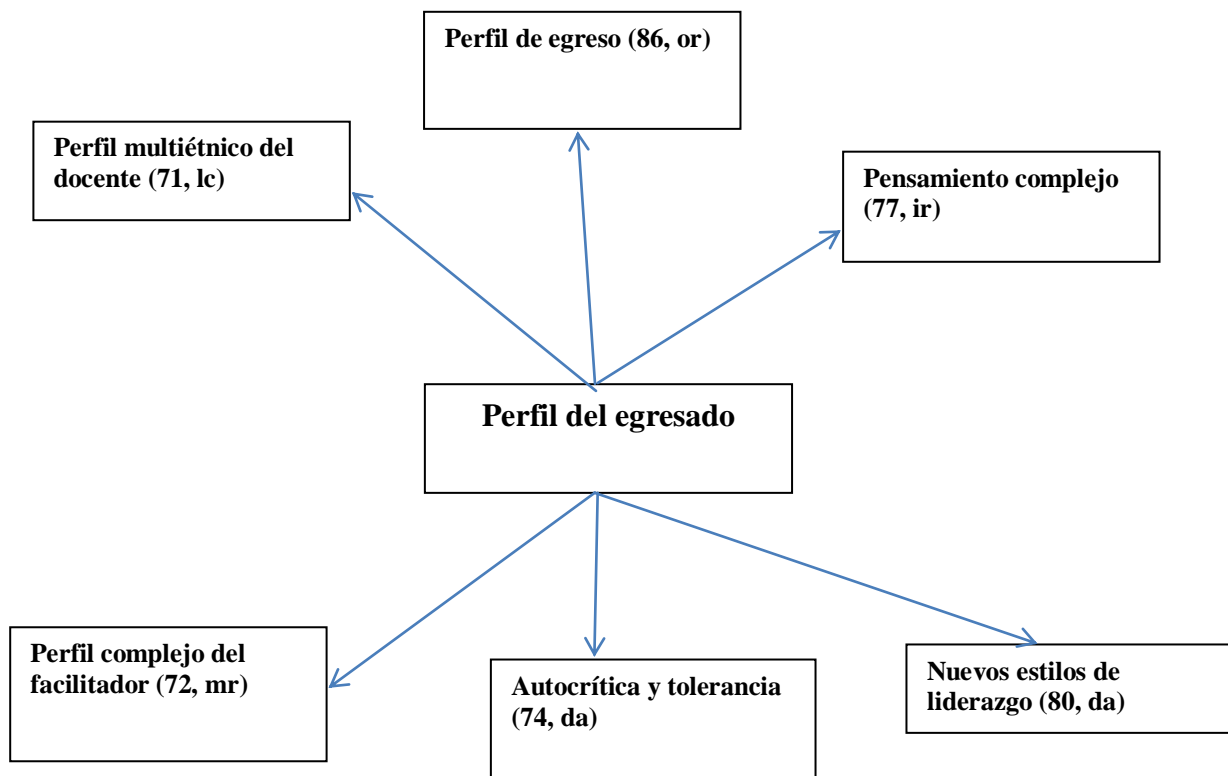 Perfil de egreso (86, or)
Perfil multiétnico del
docente (71, lc)
Pensamiento complejo
(77, ir)
Perfil del egresado
Perfil complejo del
facilitador (72, mr)
Autocrítica y tolerancia
(74, da)
Nuevos estilos de
liderazgo (80, da)